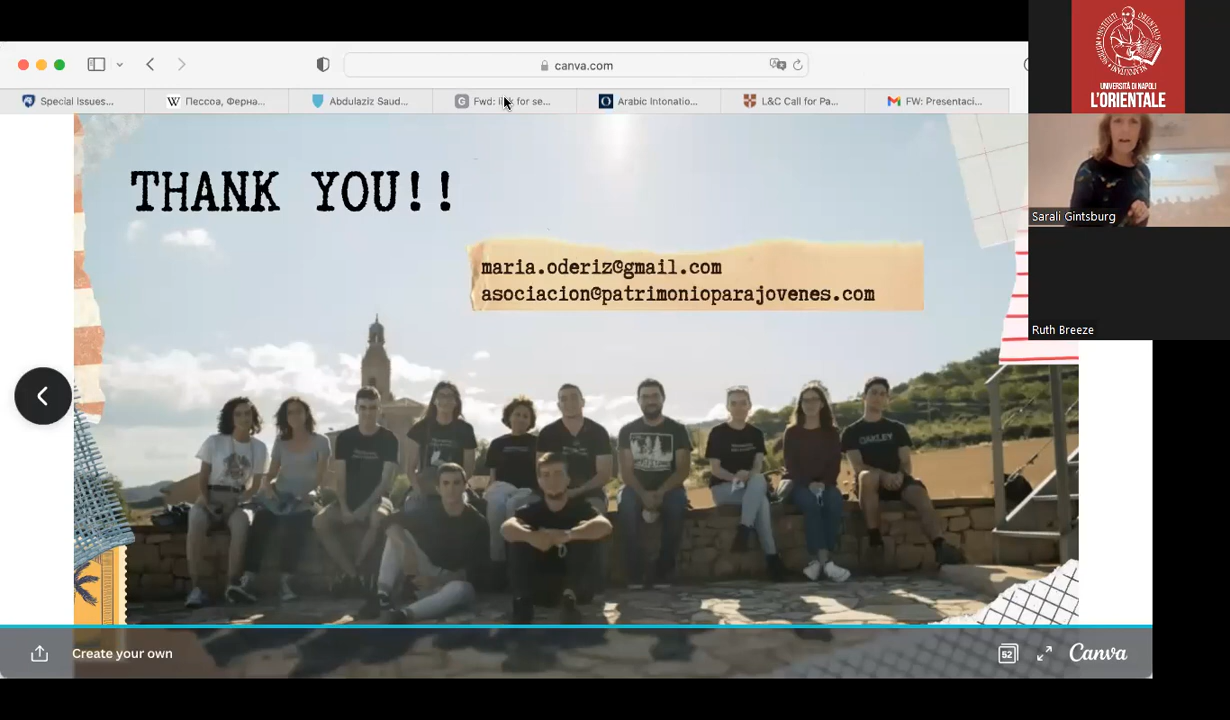 canva.com
Special Issues...
Пессоа, Ферна...
Abdulaziz Saud...
Fwd: for se...
Arabic Intonatio...
L&C Call for Pa...
FW: Presentaci...
UNIVERSITÀ DI NAPOLI
L'ORIENTALE
Sarali Gintsburg
Ruth Breeze
THANK YOU!!
maria.oderiz@gmail.com
asociacion@patrimonioparajovenes.com
OAKLEY
Create your own
52
Canva